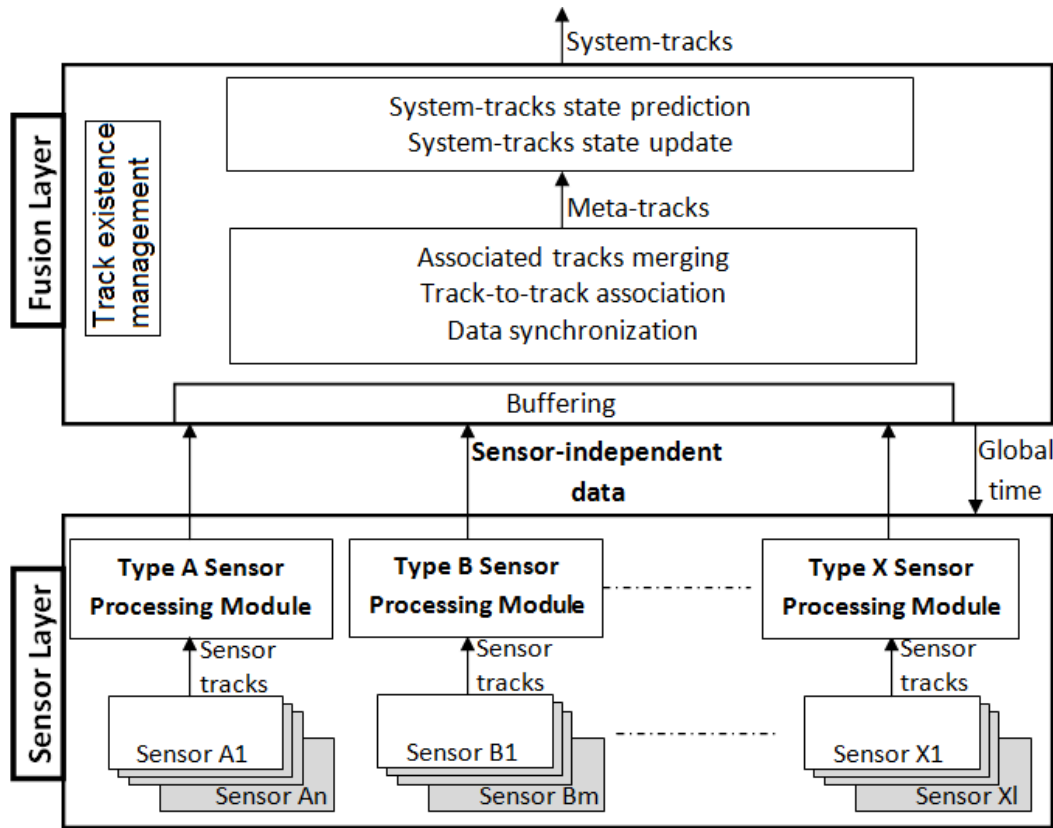 System-tracks
Fusion Layer
Track existence
management
System-tracks state prediction
System-tracks state update
Meta-tracks
Associated tracks merging
Track-to-track association
Data synchronization
Buffering
Sensor-independent
data
Global
time
Sensor Layer
Type A Sensor
Processing Module
Type B Sensor
Processing Module
Type X Sensor
Processing Module
Sensor
tracks
Sensor
tracks
Sensor
tracks
Sensor A1
Sensor An
Sensor B1
Sensor Bm
Sensor X1
Sensor Xl